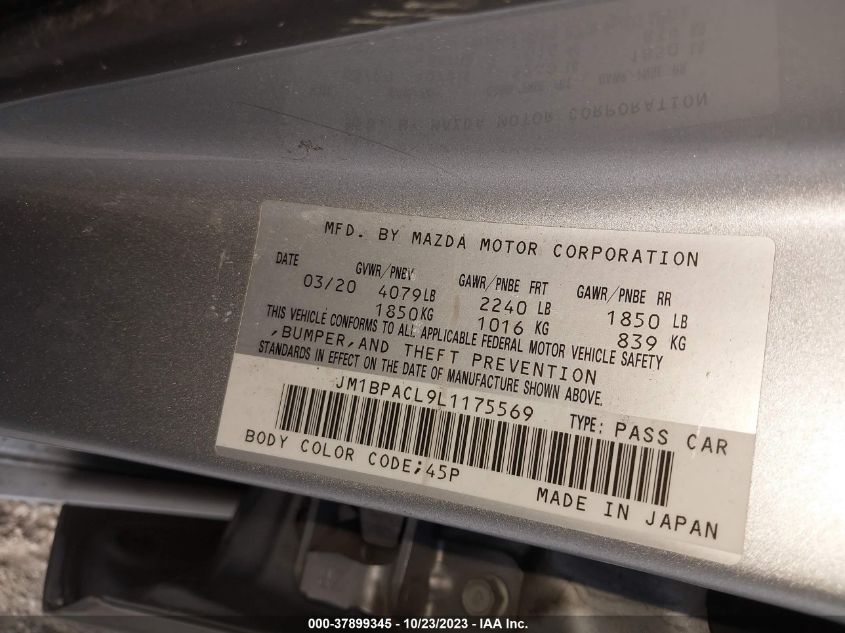 MFD. BY MAZDA MOTOR CORPORATION
DATE GVWR/PNBV GAWR/PNBE FRT GAWR/PNBE RR
03/20 4079LB 2240 LB 1850 LB
1850KG 1016 KG 839 KG
THIS VEHICLE CONFORMS TO ALL APPLICABLE FEDERAL MOTOR VEHICLE SAFETY
,BUMPER,AND THEFT PREVENTION
STANDARDS IN EFFECT ON THE DATE OF MANUFACTURE SHOWN ABOVE.
JM1BPACL9L1175569 TYPE: PASS CAR
BODY COLOR CODE;45P
MADE IN JAPAN
000-37899345 - 10/23/2023 - IAA Inc.